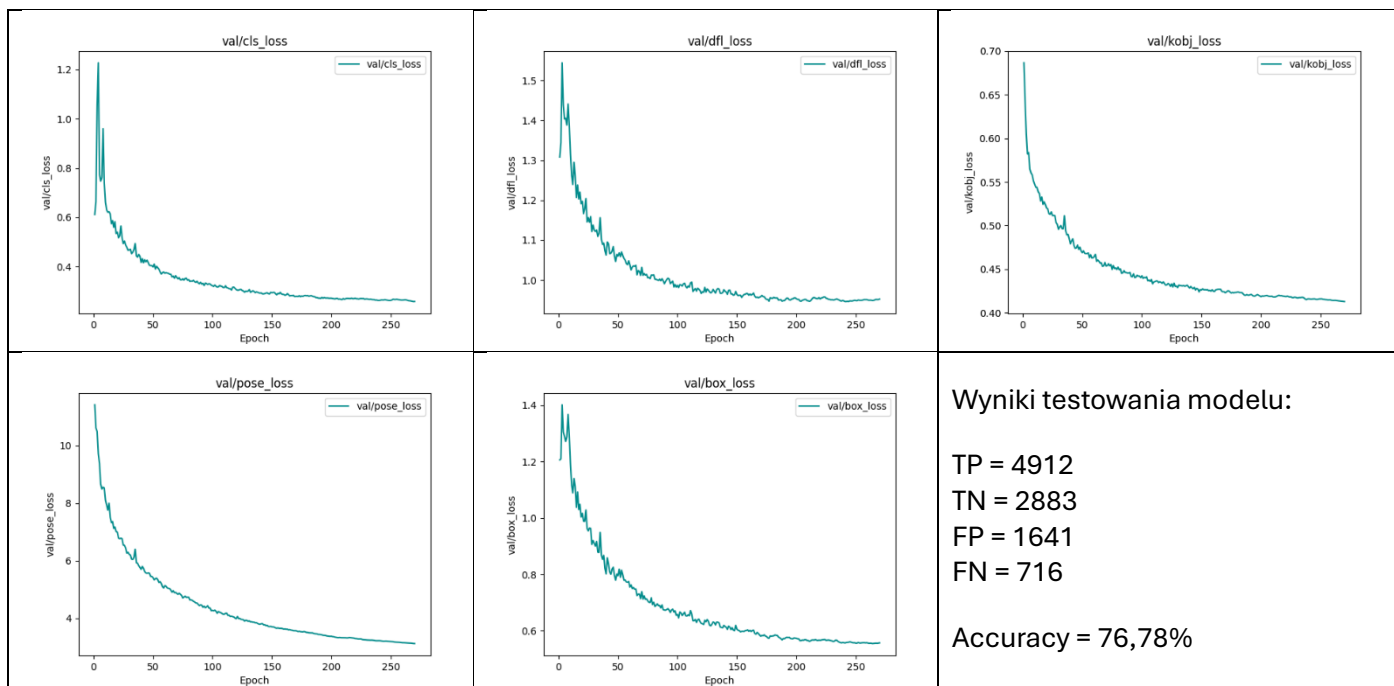 val/cls_loss
val/cls_loss
val/cls_loss
1.2
1.0
0.8
0.6
0.4
0 50 100 150 200 250
Epoch
val/dfl_loss
val/dfl_loss
val/dfl_loss
1.5
1.4
1.3
1.2
1.1
1.0
0 50 100 150 200 250
Epoch
val/kobj_loss
val/kobj_loss
val/kobj_loss
0.70
0.65
0.60
0.55
0.50
0.45
0.40
0 50 100 150 200 250
Epoch
val/pose_loss
val/pose_loss
val/pose_loss
10
8
6
4
0 50 100 150 200 250
Epoch
val/box_loss
val/box_loss
val/box_loss
1.4
1.2
1.0
0.8
0.6
0 50 100 150 200 250
Epoch
Wyniki testowania modelu:
TP = 4912
TN = 2883
FP = 1641
FN = 716
Accuracy = 76,78%